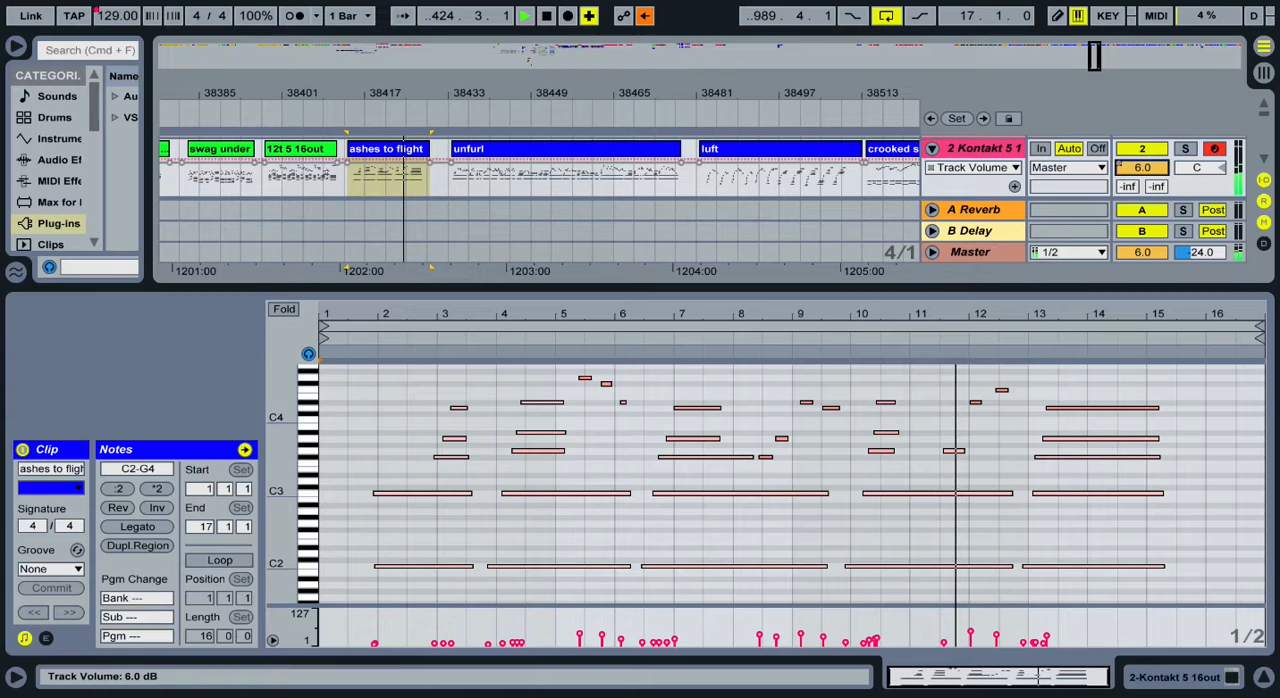 Link TAP 129.00 4 / 4 100% 1 Bar ..424 . 3 . 1 ..989 . 4 . 1 17 . 1 . 0 KEY MIDI 4 % D
Search (Cmd + F)
CATEGORI. Name
Sounds Au
Drums VS
Instrume
Audio Ef
MIDI Effe
Max for l
Plug-ins
Clips
38385 38401 38417 38433 38449 38465 38481 38497 38513
Set
... swag under 12t 5 16out ashes to flight unfurl luft crooked s
2 Kontakt 5 1 In Auto Off 2 S
Track Volume Master 6.0 C
-inf -inf
A Reverb A S Post
B Delay B S Post
4/1 Master 1/2 6.0 -24.0
1201:00 1202:00 1203:00 1204:00 1205:00
Fold 1 2 3 4 5 6 7 8 9 10 11 12 13 14 15 16
C4
C3
C2
127
1
1/2
Clip
ashes to fligh
Signature
4 / 4
Groove
None
Commit
<< >>
E
Notes
C2-G4
:2 *2
Rev Inv
Legato
Dupl.Region
Pgm Change
Bank ---
Sub ---
Pgm ---
Start Set
1 1 1
End Set
17 1 1
Loop
Position Set
1 1 1
Length Set
16 0 0
Track Volume: 6.0 dB
2-Kontakt 5 16out